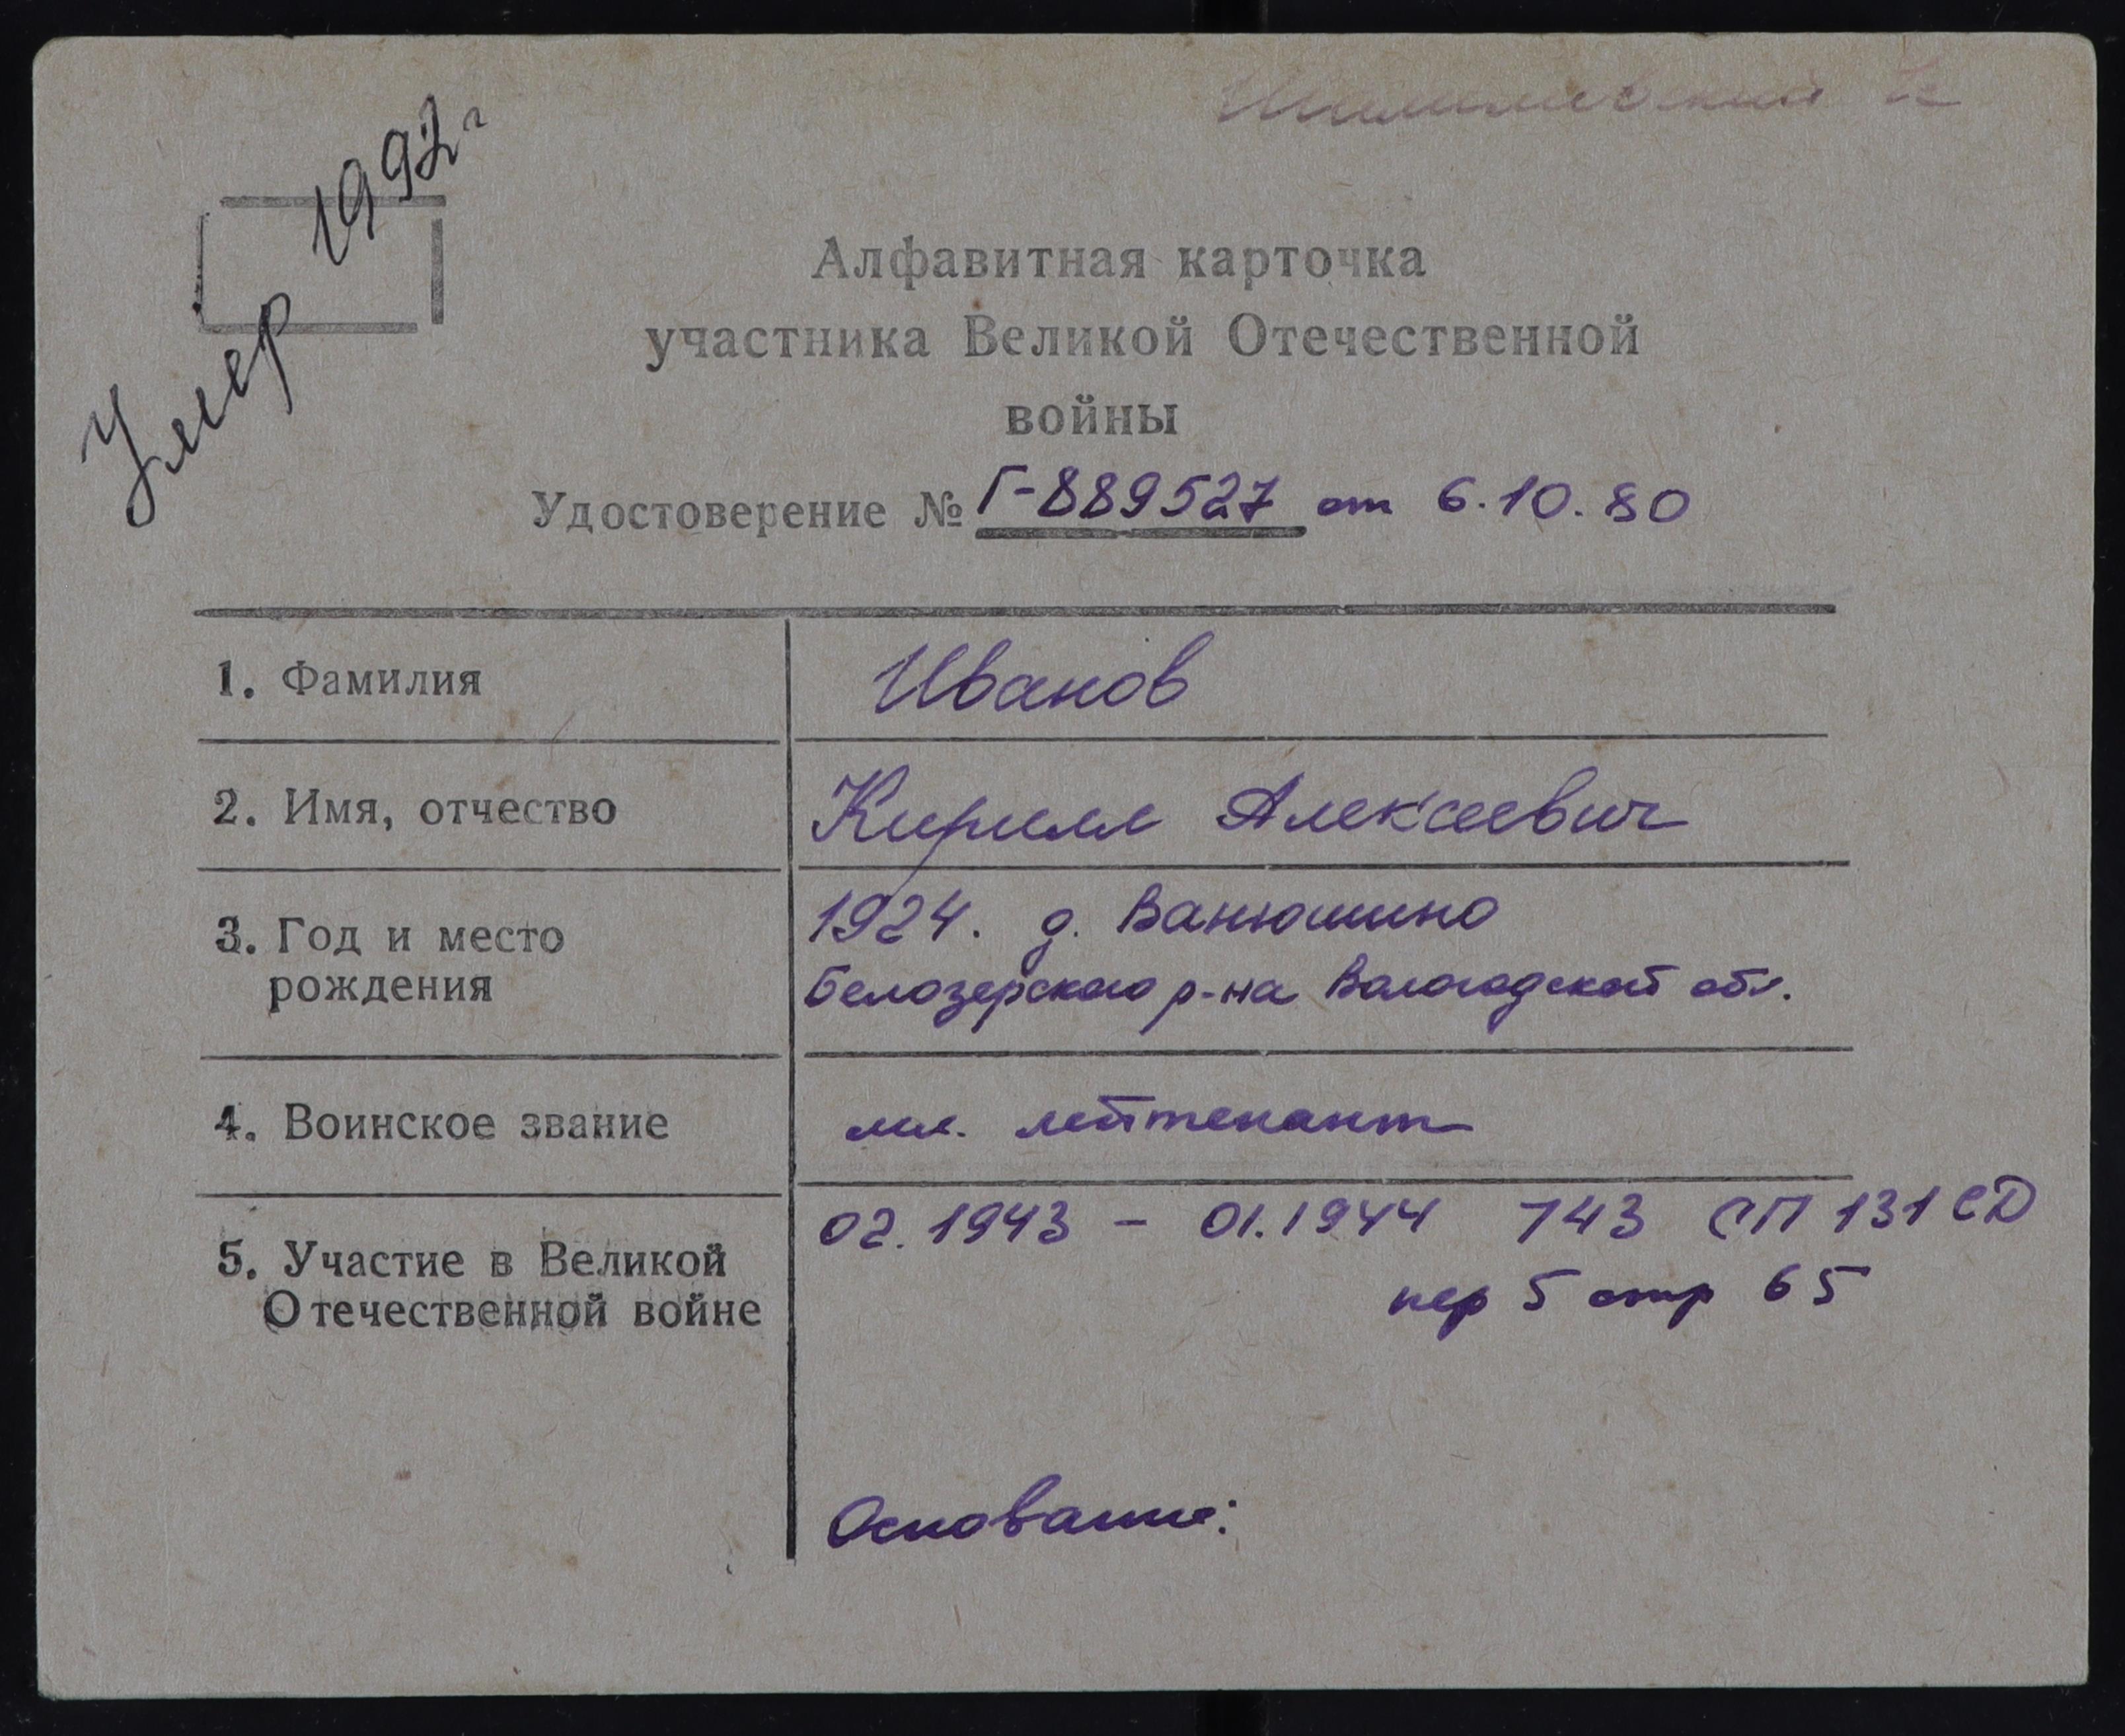 Умер 1992 г
Алфавитная карточка
участника Великой Отечественной
войны
Удостоверение № Г-889527 от 6.10.80
1. Фамилия
Иванов
2. Имя, отчество
Кирилл Алексеевич
3. Год и место
рождения
1924. д. Ванюшино
Белозерского р-на Вологодской обл.
4. Воинское звание
мл. лейтенант
5. Участие в Великой
Отечественной войне
02.1943 - 01.1944 743 СП 131 СД
пер 5 стр 65
Основание: